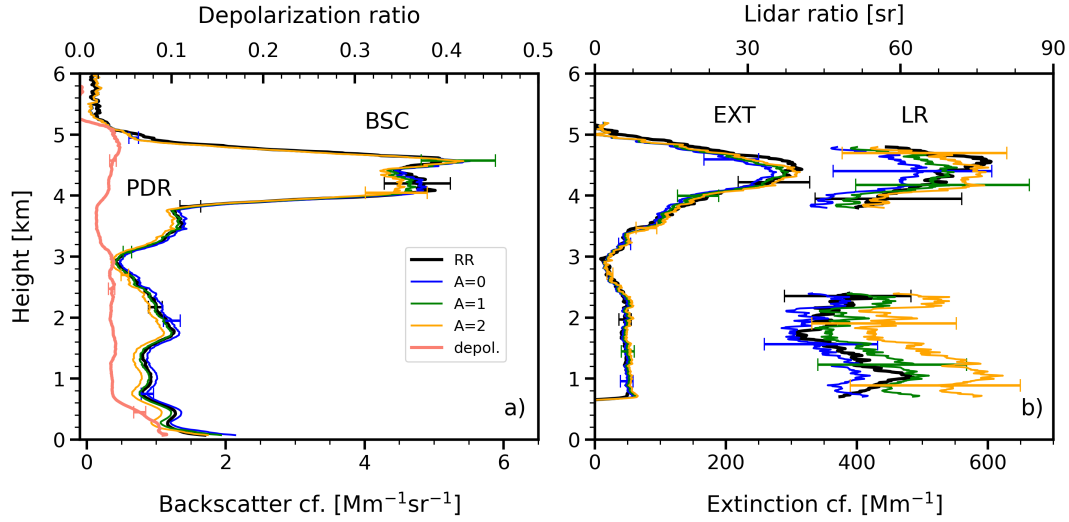 Depolarization ratio
Lidar ratio [sr]
0.0 0.1 0.2 0.3 0.4 0.5
0 30 60 90
6
5
4
3
2
1
0
Height [km]
BSC
PDR
RR
A=0
A=1
A=2
depol.
a)
0 2 4 6
Backscatter cf. [Mm⁻¹sr⁻¹]
6
5
4
3
2
1
0
EXT
LR
b)
0 200 400 600
Extinction cf. [Mm⁻¹]